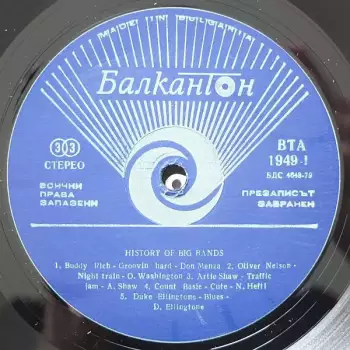 MADE IN BULGARIA
Балкантон
33
СТЕРЕО
ВТА
1949-I
БДС 4048-79
ВСИЧКИ
ПРАВА
ЗАПАЗЕНИ
ПРЕЗАПИСЪТ
ЗАБРАНЕН
HISTORY OF BIG BANDS
1. Buddy Rich - Groovin hard - Don Menza 2. Oliver Nelson -
Night train - O. Washington 3. Artie Shaw - Traffic
jam - A. Shaw 4. Count Basie - Cute - N. Hefti
5. Duke Ellingtone - Blues -
D. Ellingtone